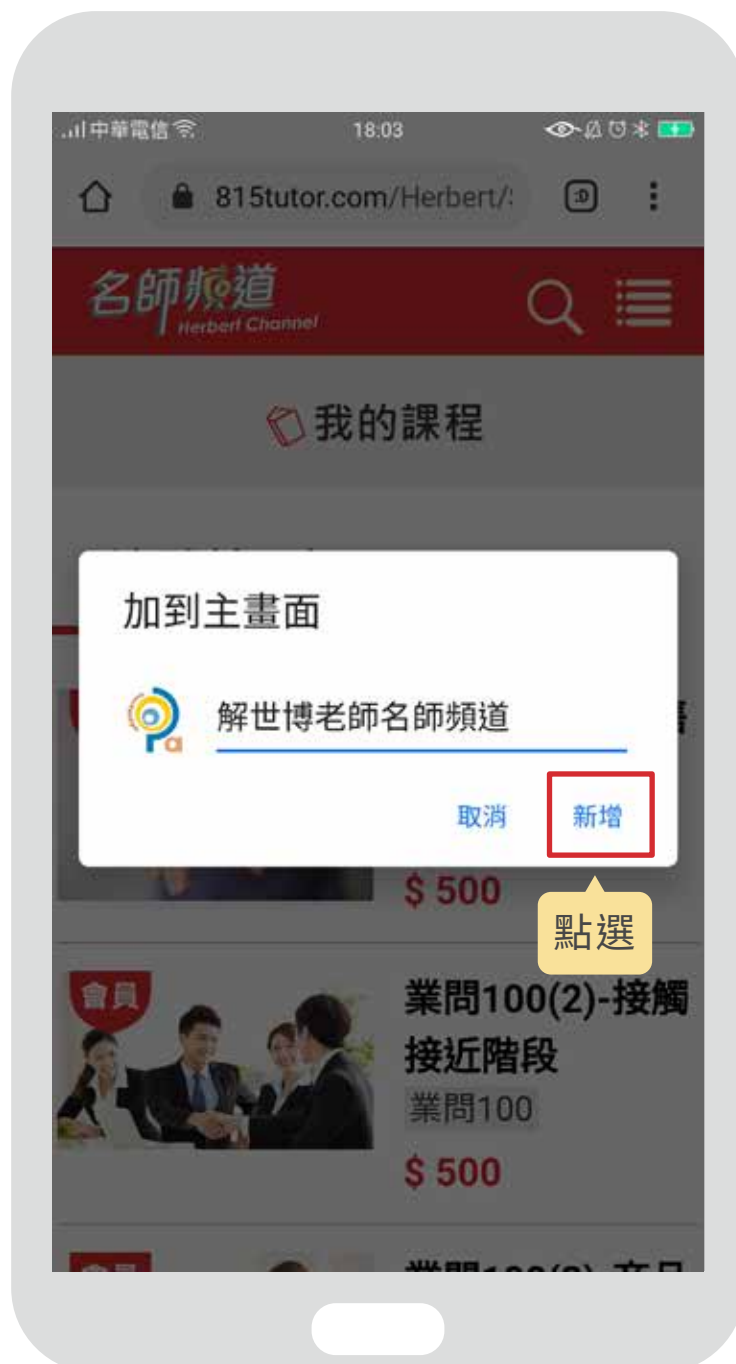 中華電信
18:03
815tutor.com/Herbert/
:D
名師頻道
Herbert Channel
我的課程
加到主畫面
解世博老師名師頻道
取消
新增
$ 500
點選
會員
業問100(2)-接觸
接近階段
業問100
$ 500